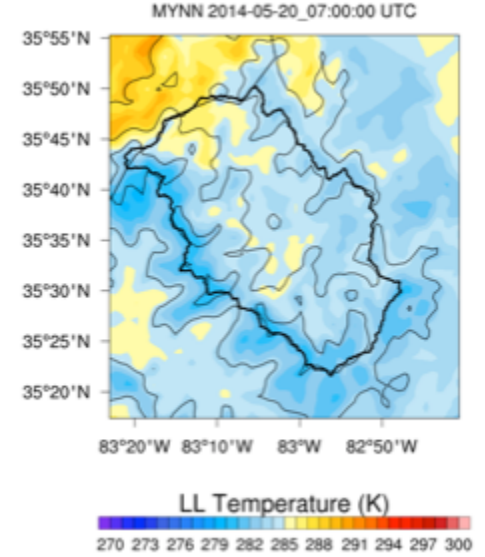 MYNN 2014-05-20_07:00:00 UTC
35°55'N
35°50'N
35°45'N
35°40'N
35°35'N
35°30'N
35°25'N
35°20'N
83°20'W 83°10'W 83°W 82°50'W
LL Temperature (K)
270 273 276 279 282 285 288 291 294 297 300